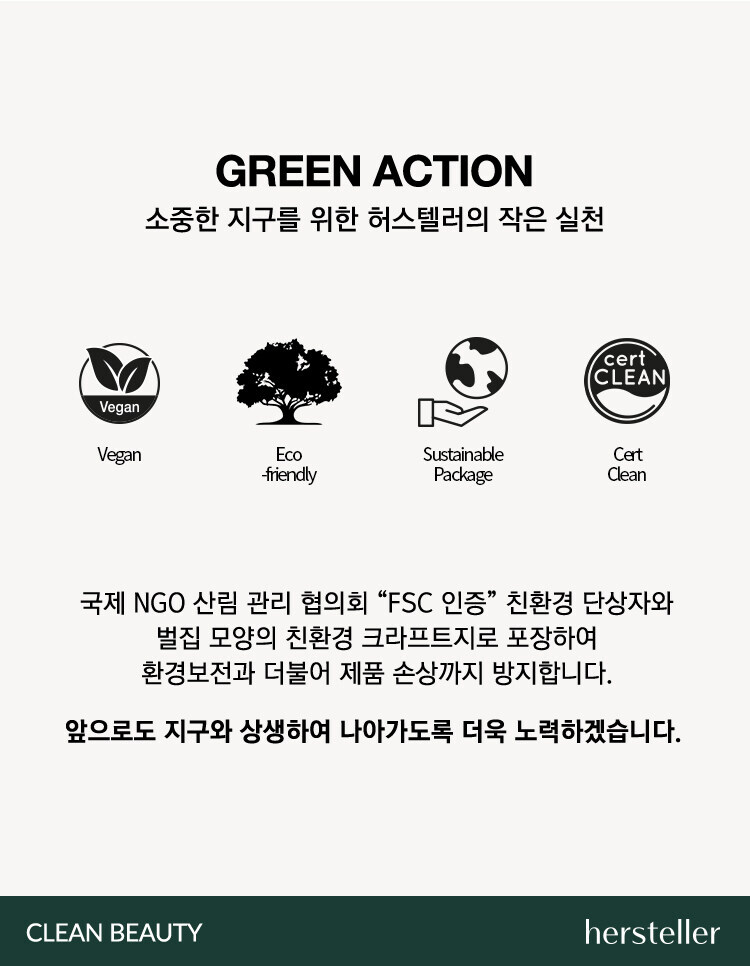 GREEN ACTION
소중한 지구를 위한 허스텔러의 작은 실천
Vegan
cert
CLEAN
Vegan
Eco
-friendly
Sustainable
Package
Cert
Clean
국제 NGO 산림 관리 협의회 “FSC 인증” 친환경 단상자와
벌집 모양의 친환경 크라프트지로 포장하여
환경보전과 더불어 제품 손상까지 방지합니다.
앞으로도 지구와 상생하여 나아가도록 더욱 노력하겠습니다.
CLEAN BEAUTY
hersteller